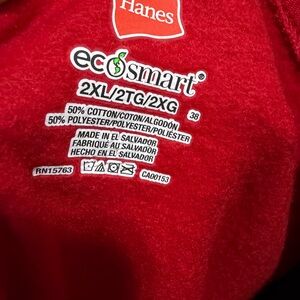 Hanes
ecosmart®
2XL/2TG/2XG
38
50% COTTON/COTON/ALGODÓN
50% POLYESTER/POLYESTER/POLIÉSTER
MADE IN EL SALVADOR
FABRIQUÉ AU SALVADOR
HECHO EN EL SALVADOR
RN15763 CA00153